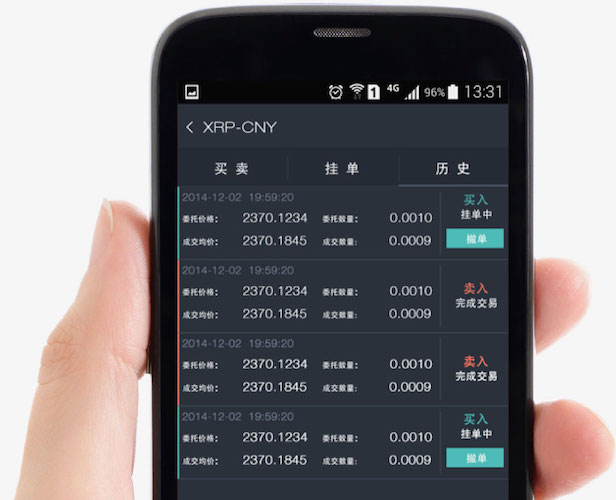 4G 96% 13:31
XRP-CNY
买卖 挂单 历史
2014-12-02 19:59:20 买入
委托价格: 2370.1234 委托数量: 0.0010 挂单中
成交均价: 2370.1845 成交数量: 0.0009 撤单
2014-12-02 19:59:20
委托价格: 2370.1234 委托数量: 0.0010 卖入
成交均价: 2370.1845 成交数量: 0.0009 完成交易
2014-12-02 19:59:20
委托价格: 2370.1234 委托数量: 0.0010 卖入
成交均价: 2370.1845 成交数量: 0.0009 完成交易
2014-12-02 19:59:20 买入
委托价格: 2370.1234 委托数量: 0.0010 挂单中
成交均价: 2370.1845 成交数量: 0.0009 撤单